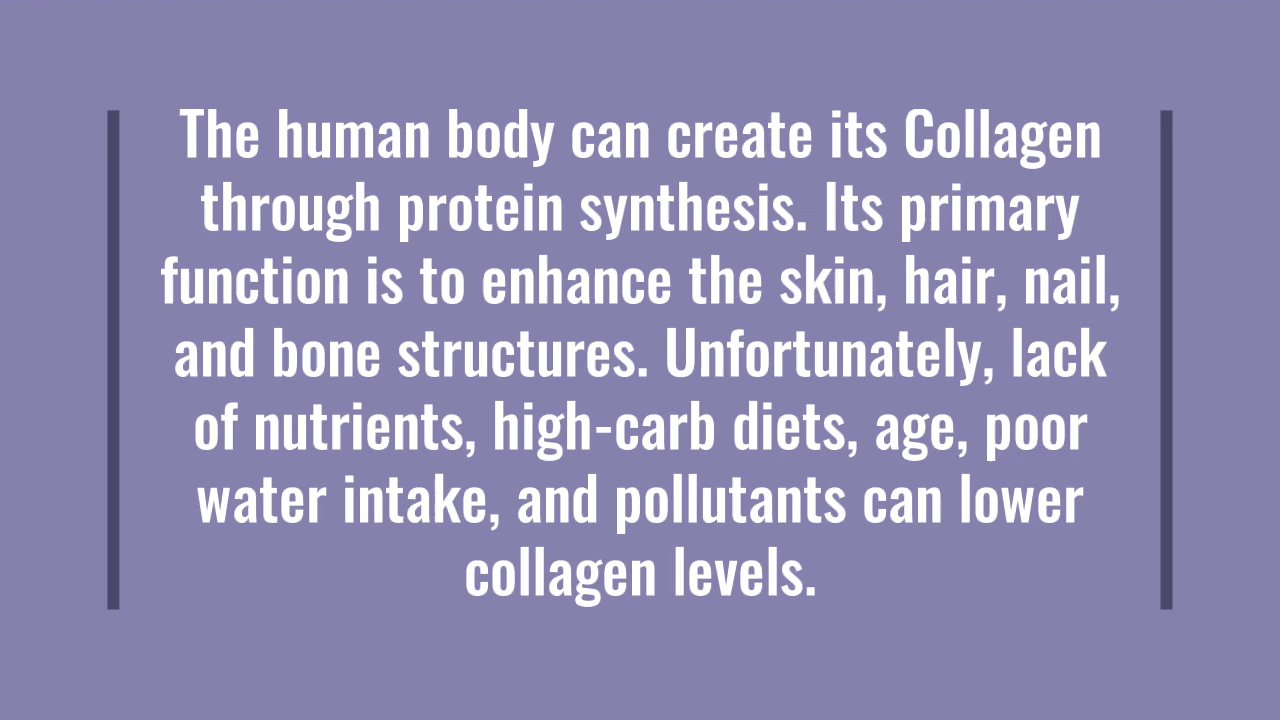 The human body can create its Collagen
through protein synthesis. Its primary
function is to enhance the skin, hair, nail,
and bone structures. Unfortunately, lack
of nutrients, high-carb diets, age, poor
water intake, and pollutants can lower
collagen levels.